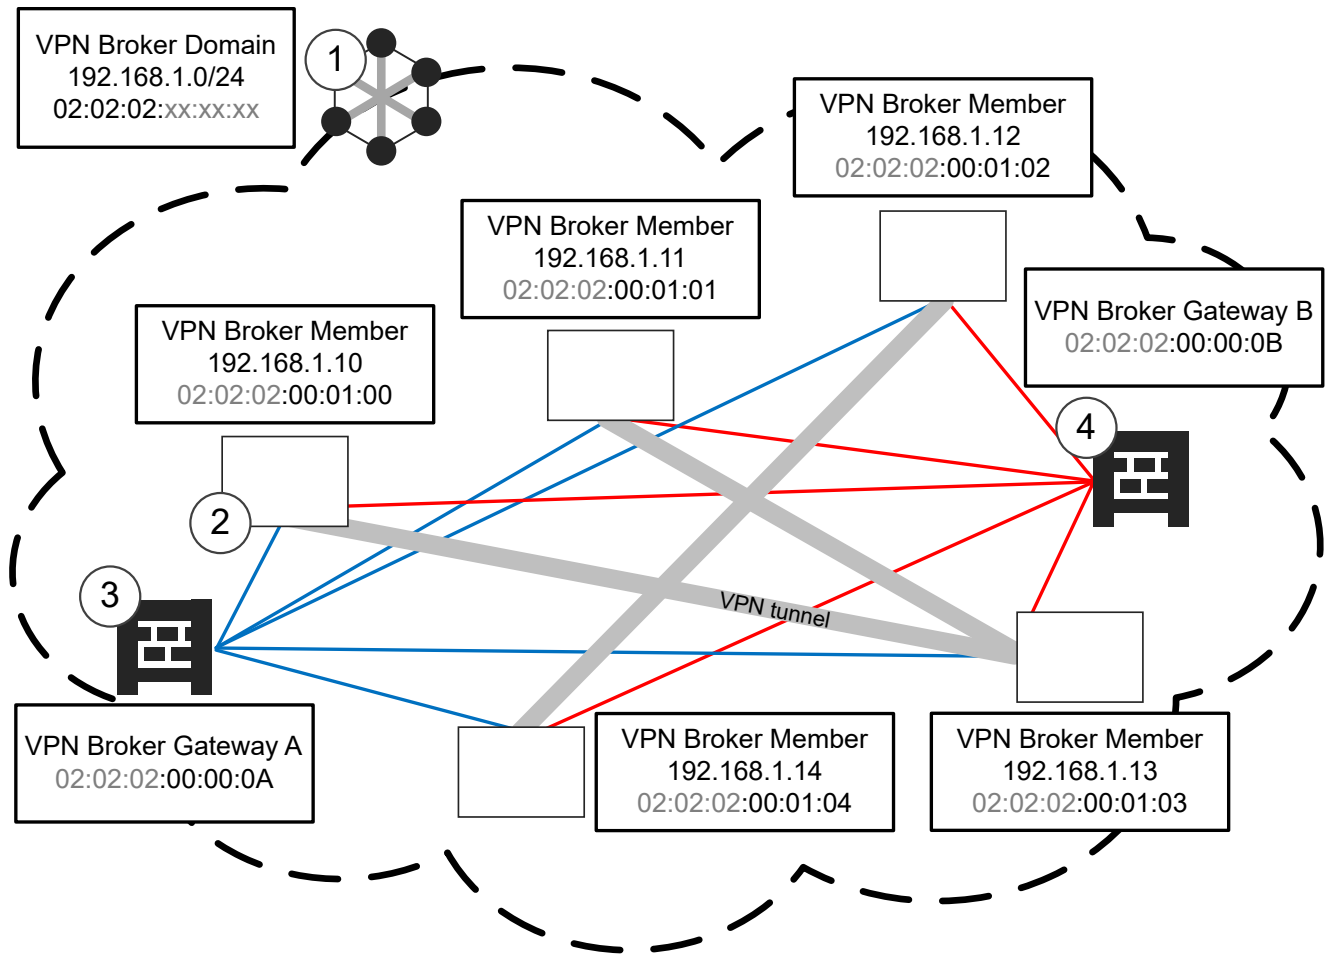 VPN Broker Domain
192.168.1.0/24
02:02:02:xx:xx:xx
1
VPN Broker Member
192.168.1.12
02:02:02:00:01:02
VPN Broker Member
192.168.1.11
02:02:02:00:01:01
VPN Broker Gateway B
02:02:02:00:00:0B
VPN Broker Member
192.168.1.10
02:02:02:00:01:00
4
2
3
VPN tunnel
VPN Broker Gateway A
02:02:02:00:00:0A
VPN Broker Member
192.168.1.14
02:02:02:00:01:04
VPN Broker Member
192.168.1.13
02:02:02:00:01:03